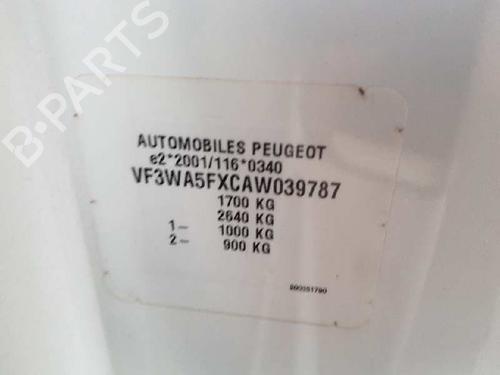 B-PARTS
AUTOMOBILES PEUGEOT
e2*2001/116*0340
VF3WA5FXCAW039787
1700 KG
2640 KG
1- 1000 KG
2- 900 KG